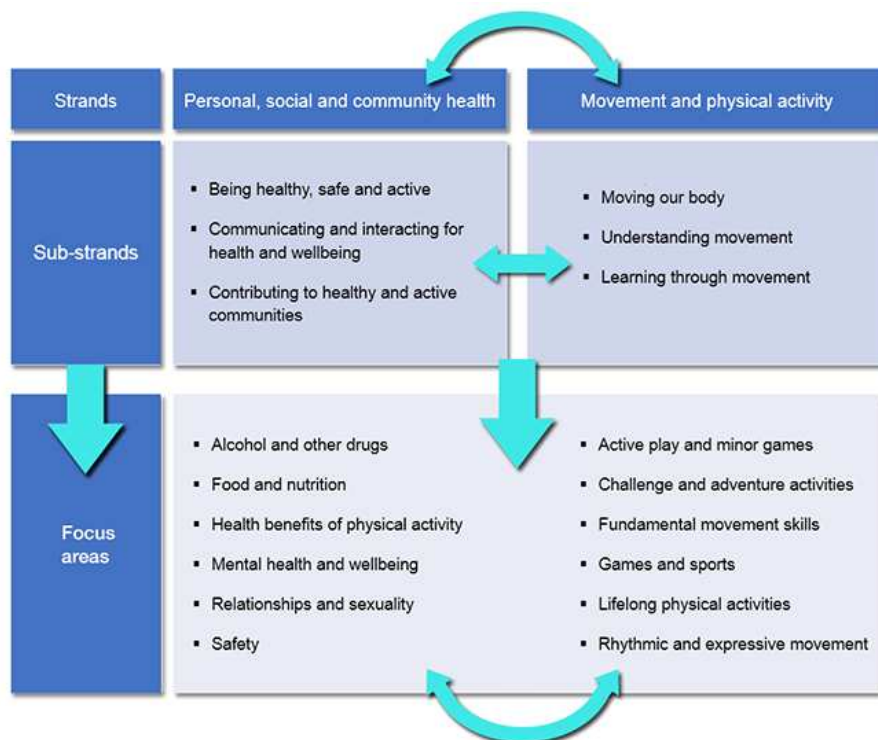 Strands
Personal, social and community health
Movement and physical activity
Sub-strands
▪ Being healthy, safe and active
▪ Communicating and interacting for
health and wellbeing
▪ Contributing to healthy and active
communities
▪ Moving our body
▪ Understanding movement
▪ Learning through movement
Focus
areas
▪ Alcohol and other drugs
▪ Food and nutrition
▪ Health benefits of physical activity
▪ Mental health and wellbeing
▪ Relationships and sexuality
▪ Safety
▪ Active play and minor games
▪ Challenge and adventure activities
▪ Fundamental movement skills
▪ Games and sports
▪ Lifelong physical activities
▪ Rhythmic and expressive movement